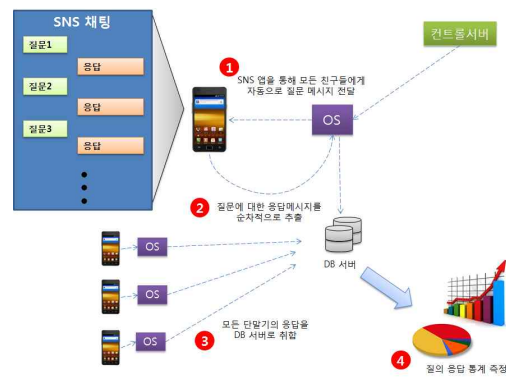 SNS 채팅
질문1
응답
질문2
응답
질문3
응답
컨트롤서버
1
SNS 앱을 통해 모든 친구들에게
자동으로 질문 메시지 전달
OS
2
질문에 대한 응답메시지를
순차적으로 추출
DB 서버
OS
OS
OS
3
모든 단말기의 응답을
DB 서버로 취합
4
질의 응답 통계 측정